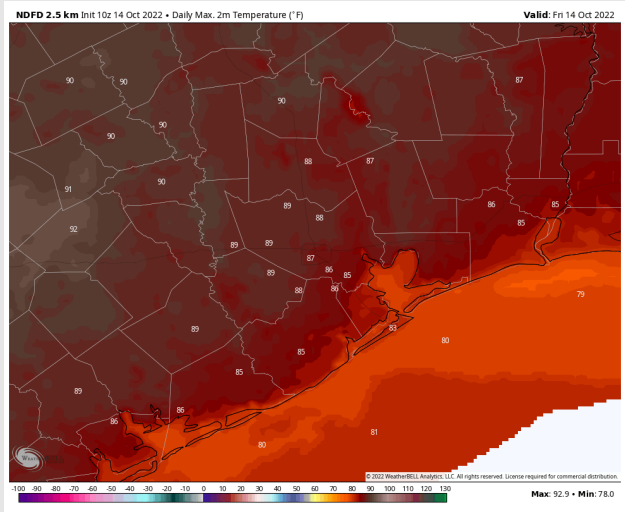 NDFD 2.5 km Init 10z 14 Oct 2022 • Daily Max. 2m Temperature (°F)
Valid: Fri 14 Oct 2022
90 90 87
90
90 90
88 87
91 90
89 86 85
92 88 85
89 89
87
89 86 85
88 86
79
89 83
80
85
85
89
86 86
81
80
© 2022 WeatherBELL Analytics, LLC. All rights reserved. License required for commercial distribution.
-100 -90 -80 -70 -60 -50 -40 -30 -20 -10 0 10 20 30 40 50 60 70 80 90 100 110 120 130
Max: 92.9 • Min: 78.0